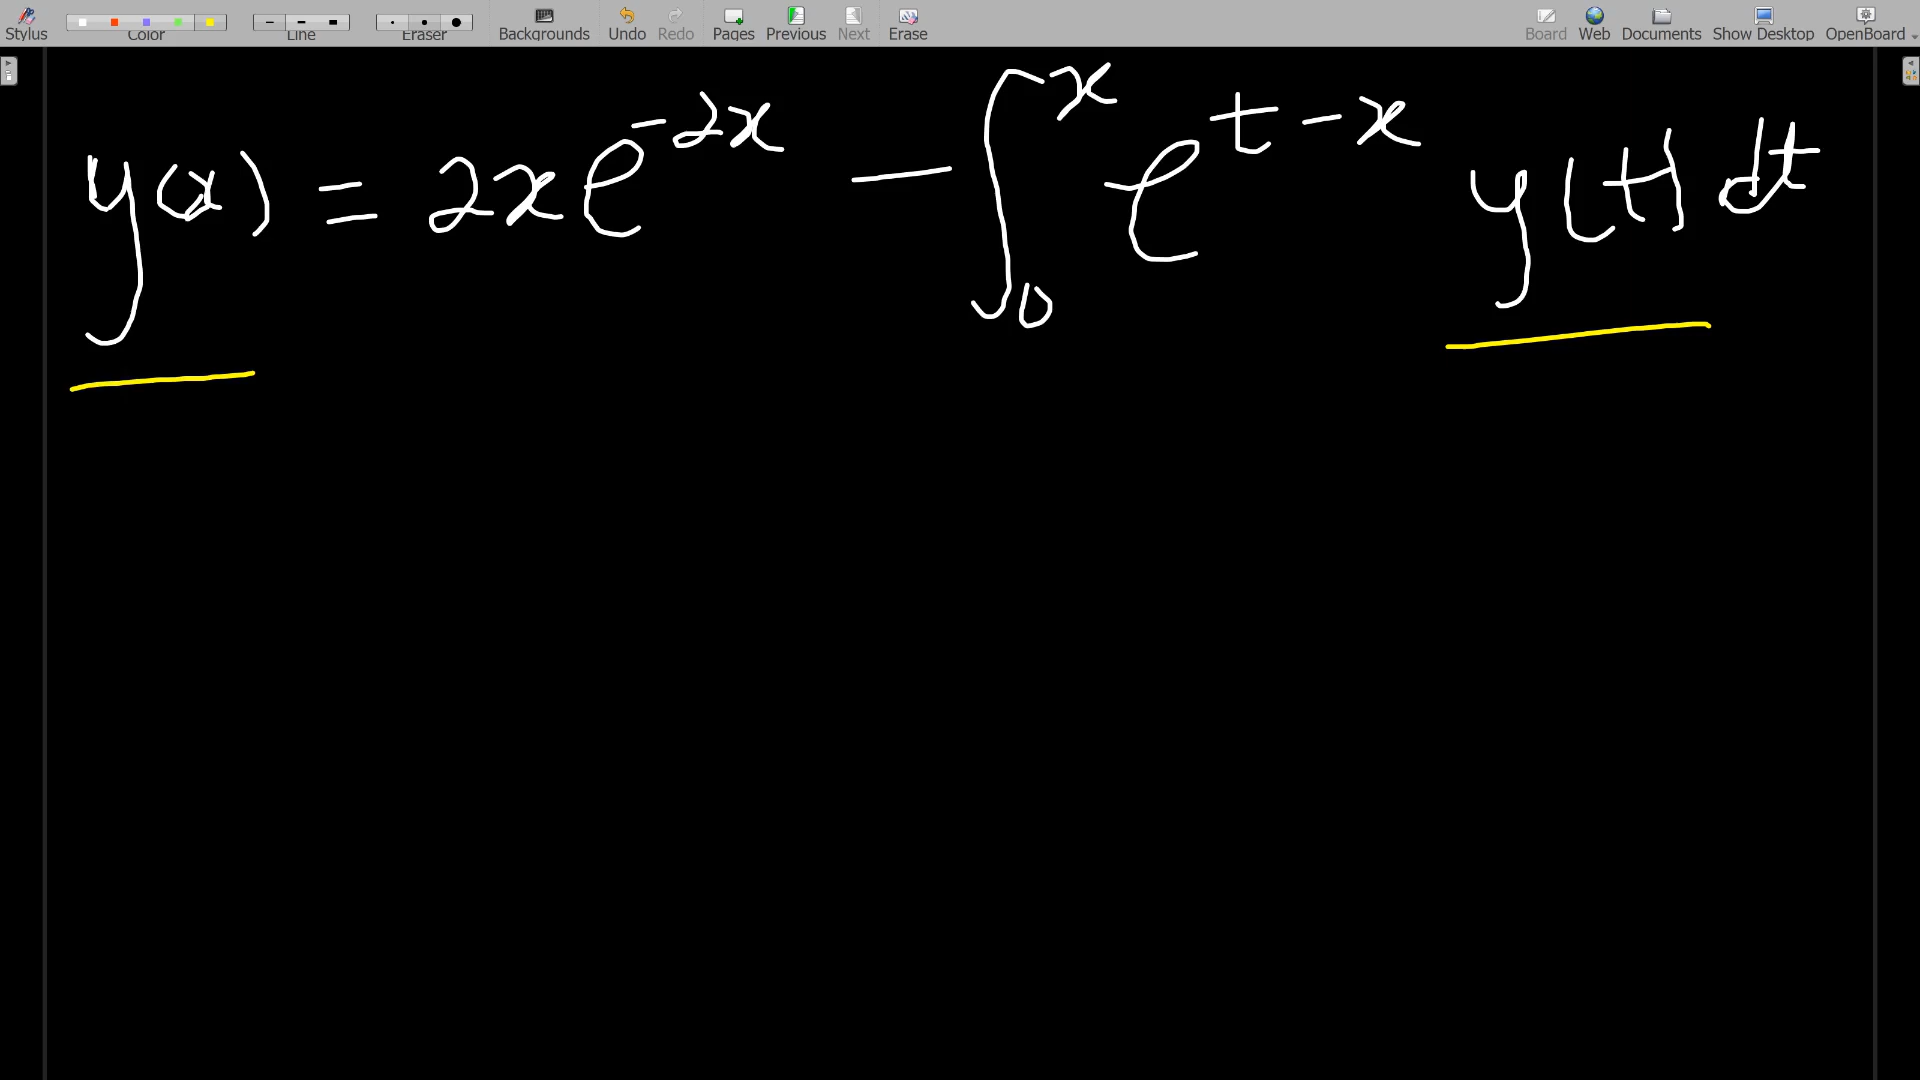 Stylus Color Line Eraser Backgrounds Undo Redo Pages Previous Next Erase Board Web Documents Show Desktop OpenBoard
y(x) = 2xe^{-2x} - ∫_0^x e^{t-x} y(t)dt